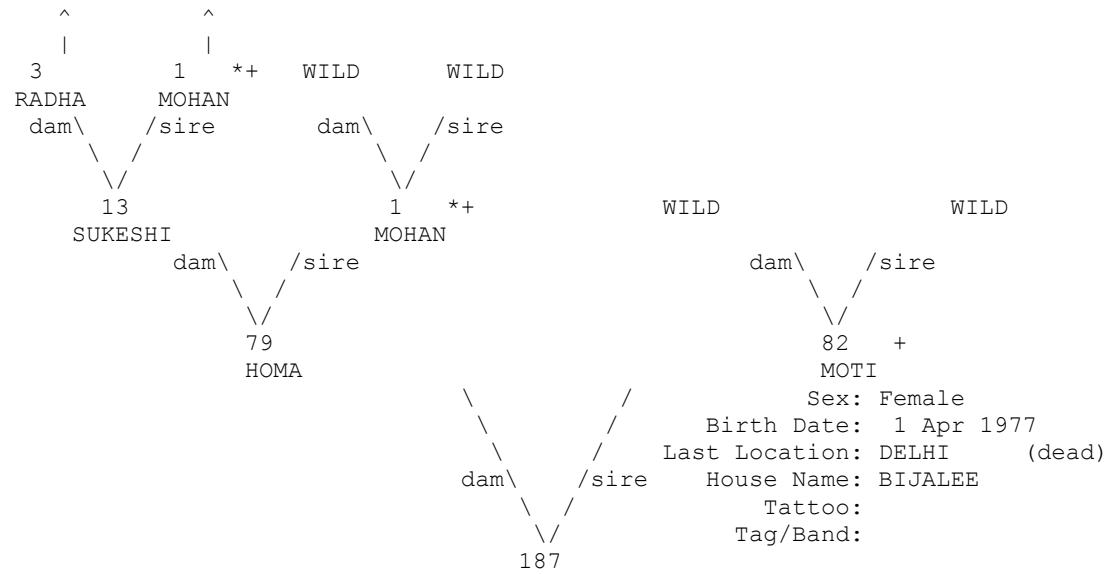 ^ ^
| |
3 1 *+ WILD WILD
RADHA MOHAN
dam\ /sire dam\ /sire
\ / \ /
\/ \/
13 1 *+ WILD WILD
SUKESHI MOHAN
dam\ /sire dam\ /sire
\ / \ /
\/ \/
79 82 +
HOMA MOTI
\ / Sex: Female
\ / Birth Date: 1 Apr 1977
\ / Last Location: DELHI (dead)
dam\ /sire House Name: BIJALEE
\ / Tattoo:
\/ Tag/Band:
187